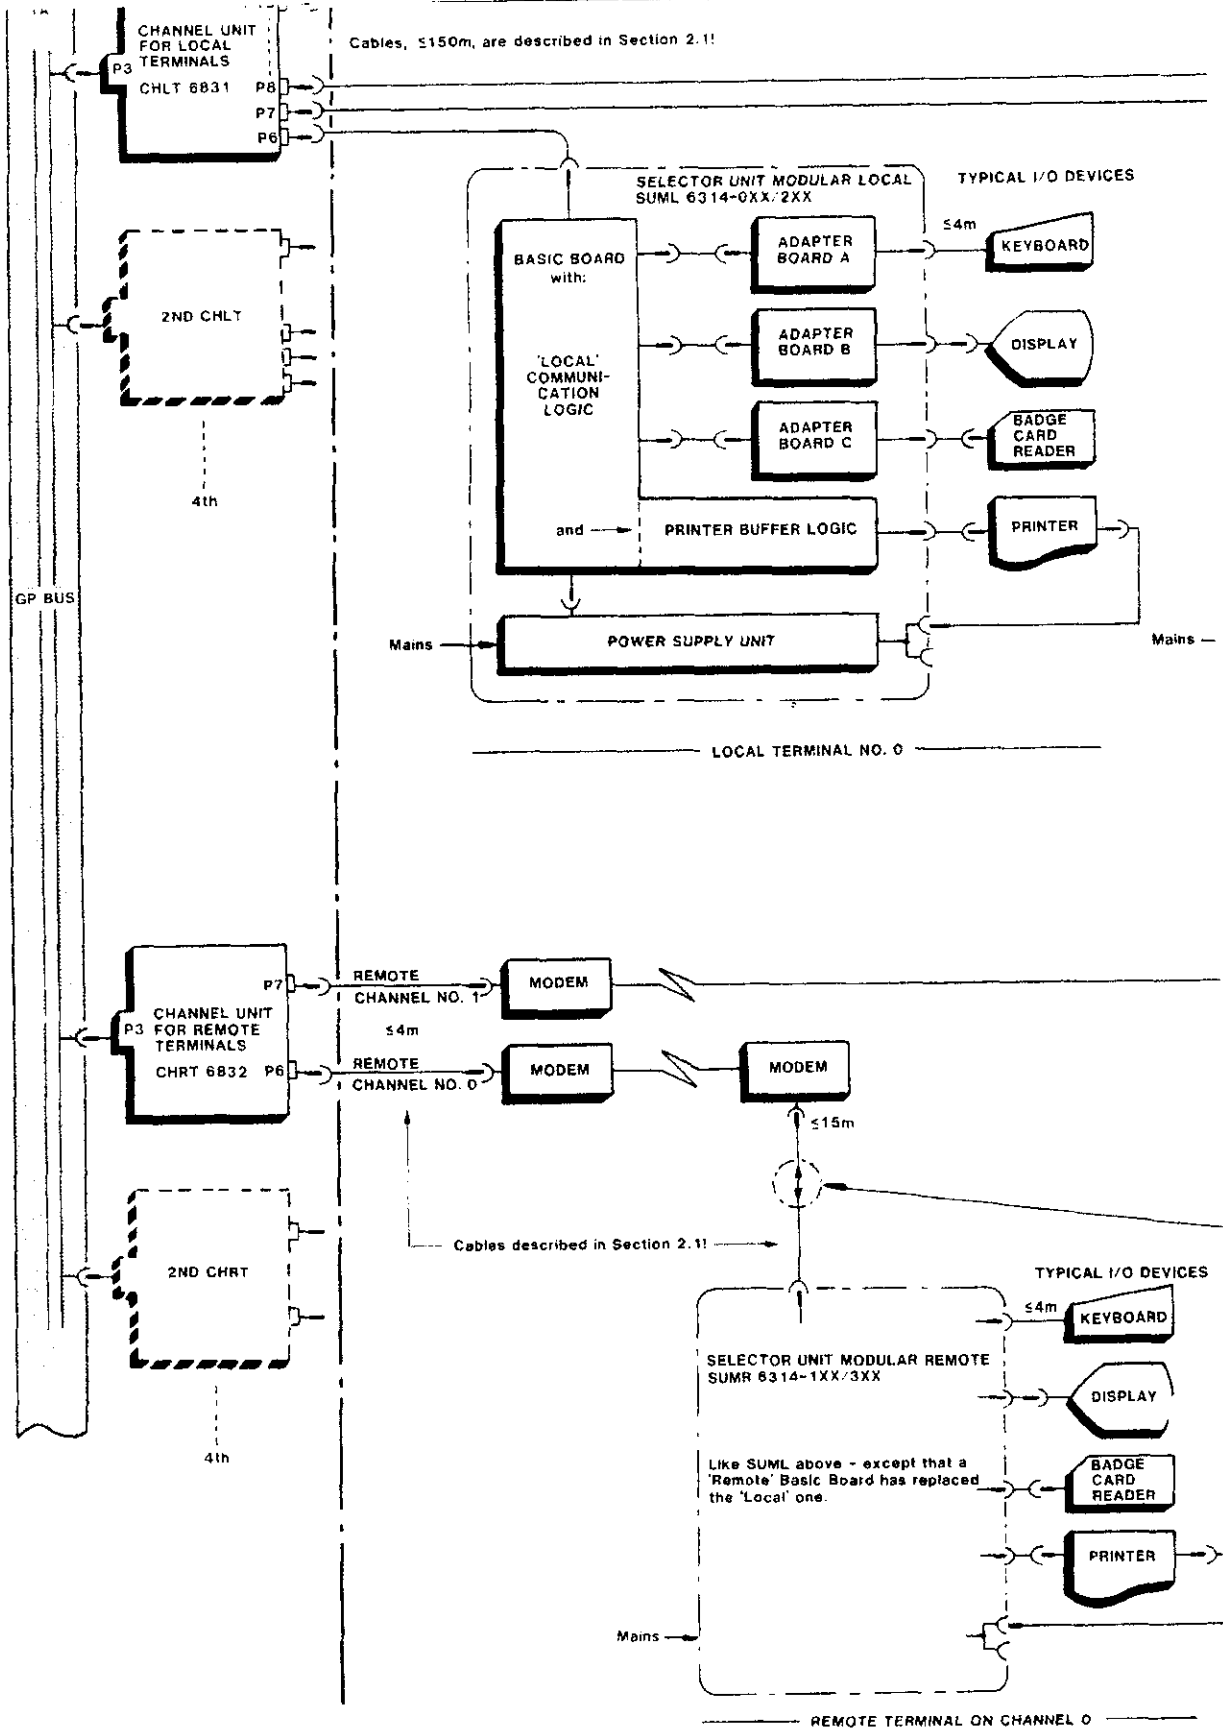 CHANNEL UNIT
FOR LOCAL
TERMINALS
P3
CHLT 6831
P8
P7
P6
Cables, ≤150m, are described in Section 2.1!
SELECTOR UNIT MODULAR LOCAL
SUML 6314-0XX/2XX
TYPICAL I/O DEVICES
BASIC BOARD
with:
'LOCAL'
COMMUNI-
CATION
LOGIC
ADAPTER
BOARD A
≤4m
KEYBOARD
2ND CHLT
ADAPTER
BOARD B
DISPLAY
ADAPTER
BOARD C
BADGE
CARD
READER
4th
and
PRINTER BUFFER LOGIC
PRINTER
GP BUS
Mains
POWER SUPPLY UNIT
Mains
LOCAL TERMINAL NO. 0
P7
CHANNEL UNIT
P3 FOR REMOTE
TERMINALS
CHRT 6832
P6
REMOTE
CHANNEL NO. 1
MODEM
≤4m
REMOTE
CHANNEL NO. 0
MODEM
MODEM
≤15m
Cables described in Section 2.1!
2ND CHRT
4th
TYPICAL I/O DEVICES
≤4m
KEYBOARD
SELECTOR UNIT MODULAR REMOTE
SUMR 6314-1XX/3XX
DISPLAY
Like SUML above - except that a
'Remote' Basic Board has replaced
the 'Local' one.
BADGE
CARD
READER
PRINTER
Mains
REMOTE TERMINAL ON CHANNEL 0